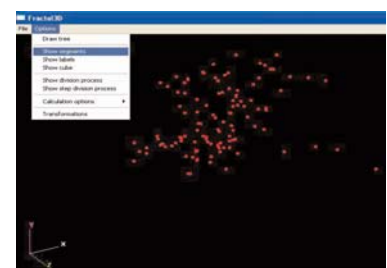 Fractal3D
File Options
Draw tree
Show segments
Show labels
Show cube
Show division process
Show step division process
Calculation options
Transformations
Y
X
Z